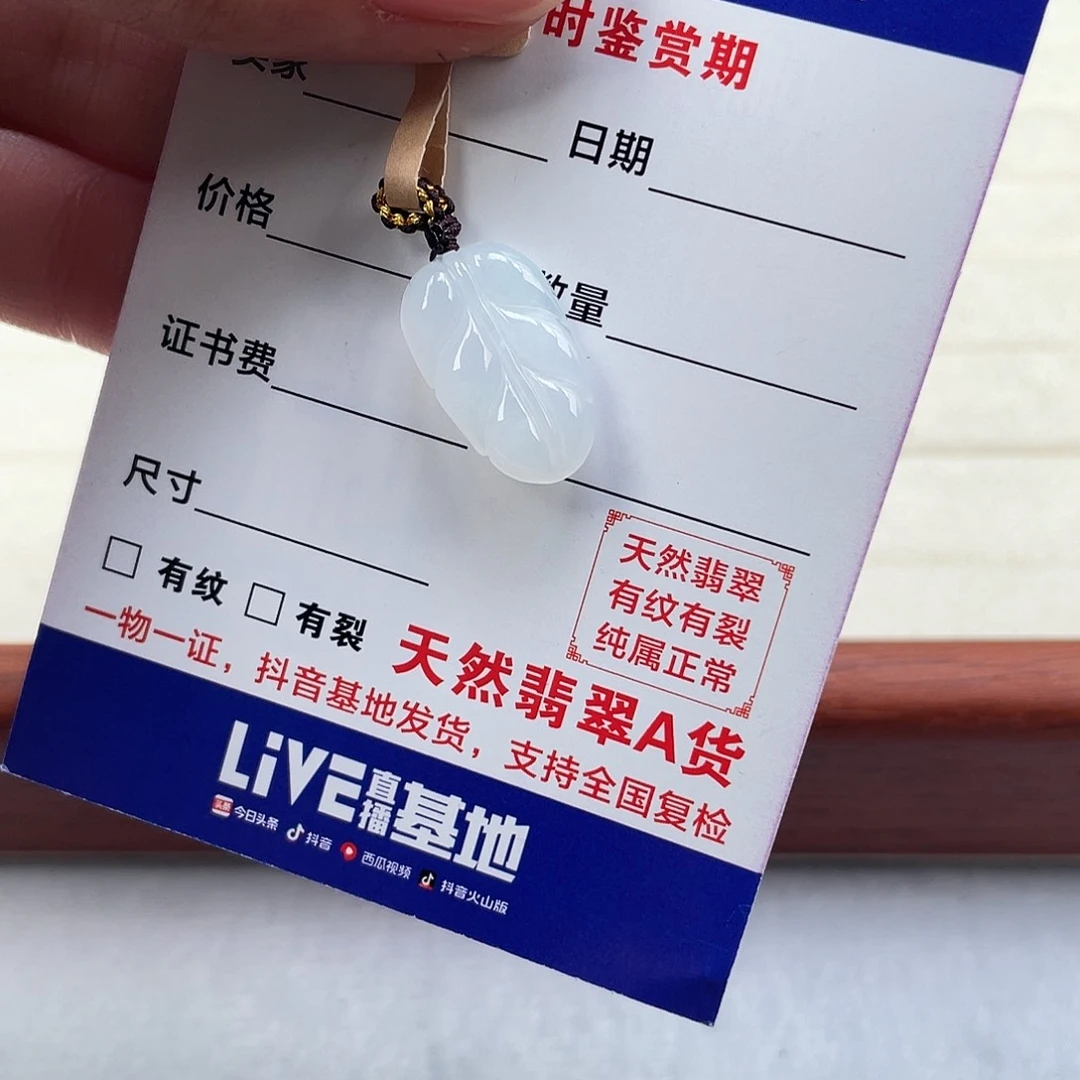 时鉴赏期
买家
日期
价格
数量
证书费
尺寸
天然翡翠
有纹有裂
纯属正常
有纹 有裂
天然翡翠A货
一物一证，抖音基地发货，支持全国复检
LiVE直播基地
头条 今日头条 抖音 西瓜视频 抖音火山版